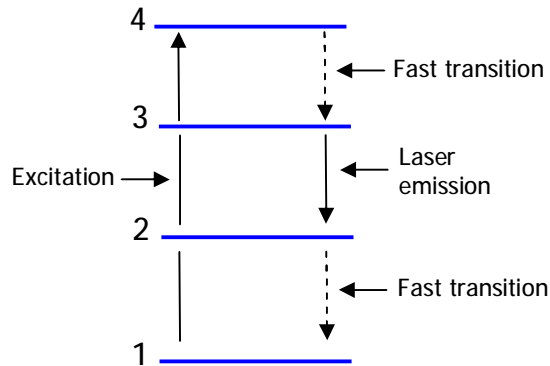 4
Fast transition
3
Excitation
Laser
emission
2
Fast transition
1